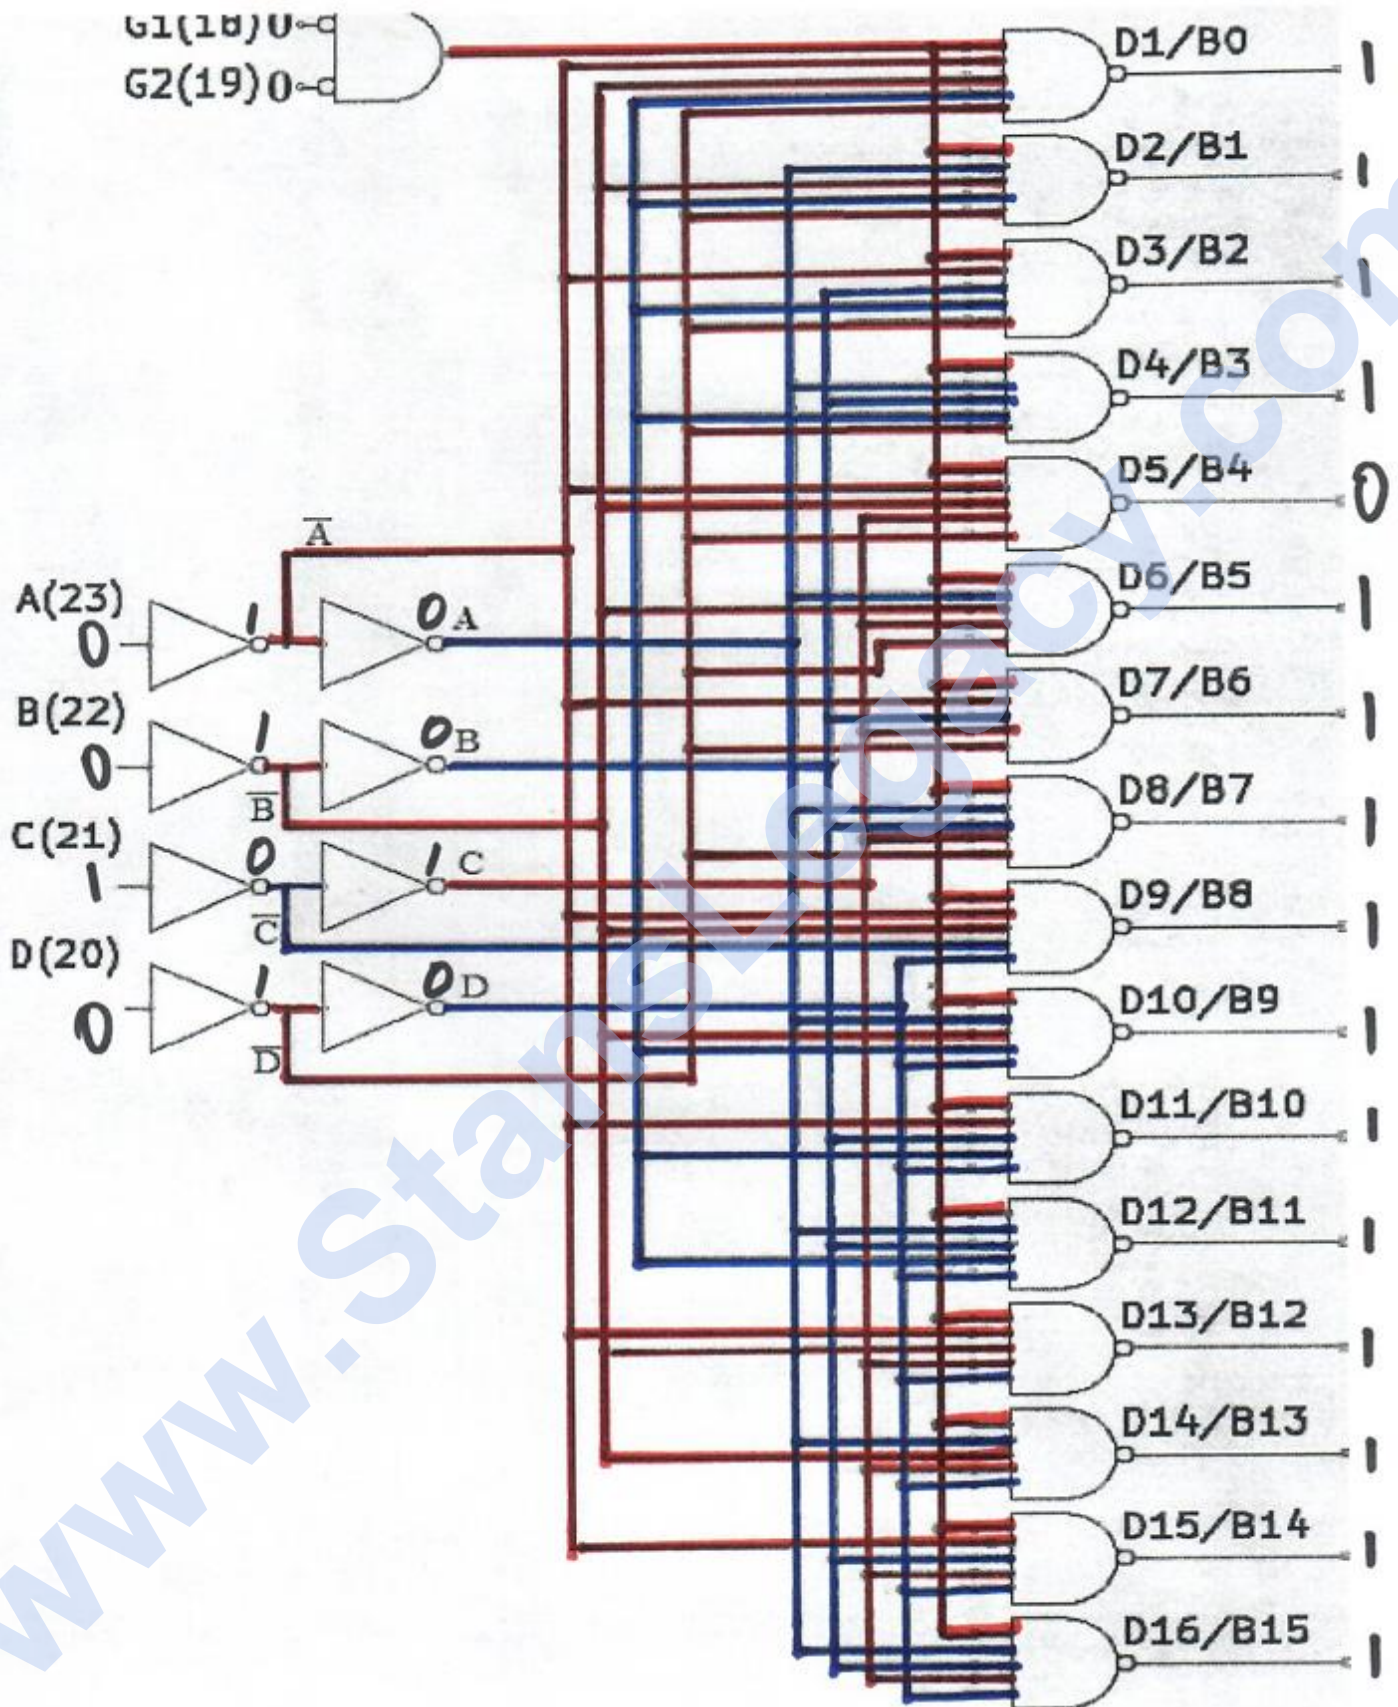 G1(18)0
G2(19)0
D1/B0 1
D2/B1 1
D3/B2 1
D4/B3 1
D5/B4 0
A
A(23) 1 0 A
0
D6/B5 1
B(22) 1 0 B
0
B
D7/B6 1
C(21) 0 1 C
1
C
D8/B7 1
D(20) 1 0 D
0
D
D9/B8 1
D10/B9 1
D11/B10 1
D12/B11 1
D13/B12 1
D14/B13 1
D15/B14 1
D16/B15 1
www.StansLegacy.com